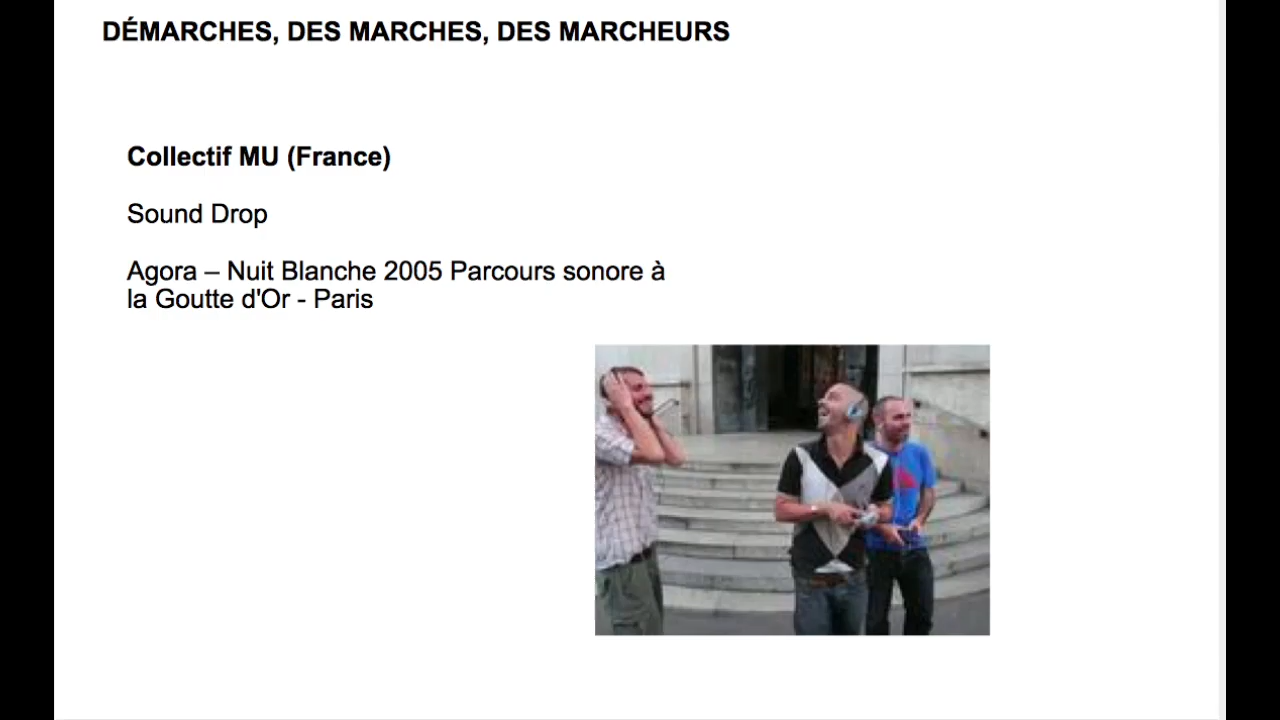 DÉMARCHES, DES MARCHES, DES MARCHEURS
Collectif MU (France)
Sound Drop
Agora – Nuit Blanche 2005 Parcours sonore à
la Goutte d'Or - Paris